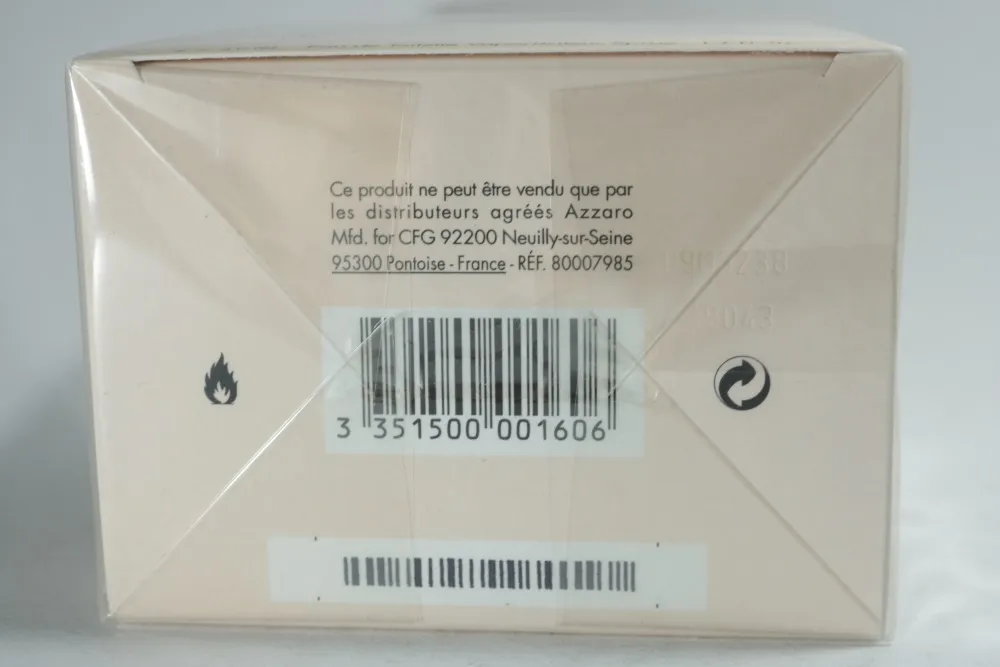 Ce produit ne peut être vendu que par
les distributeurs agréés Azzaro
Mfd. for CFG 92200 Neuilly-sur-Seine
95300 Pontoise - France - RÉF. 80007985
3 351500 001606